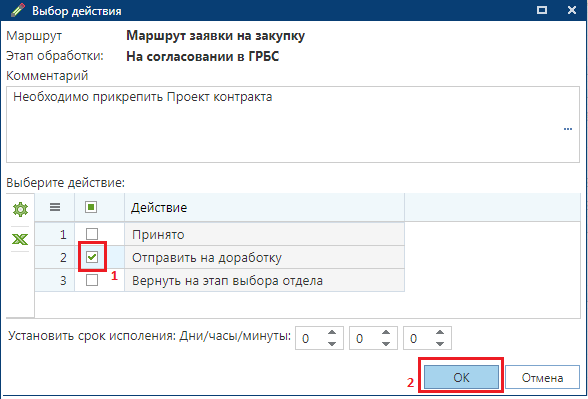 Выбор действия
Маршрут Маршрут заявки на закупку
Этап обработки: На согласовании в ГРБС
Комментарий
Необходимо прикрепить Проект контракта
...
Выберите действие:
Действие
1 Принято
2 Отправить на доработку
1
3 Вернуть на этап выбора отдела
Установить срок исполения: Дни/часы/минуты: 0 0 0
2 ОК Отмена